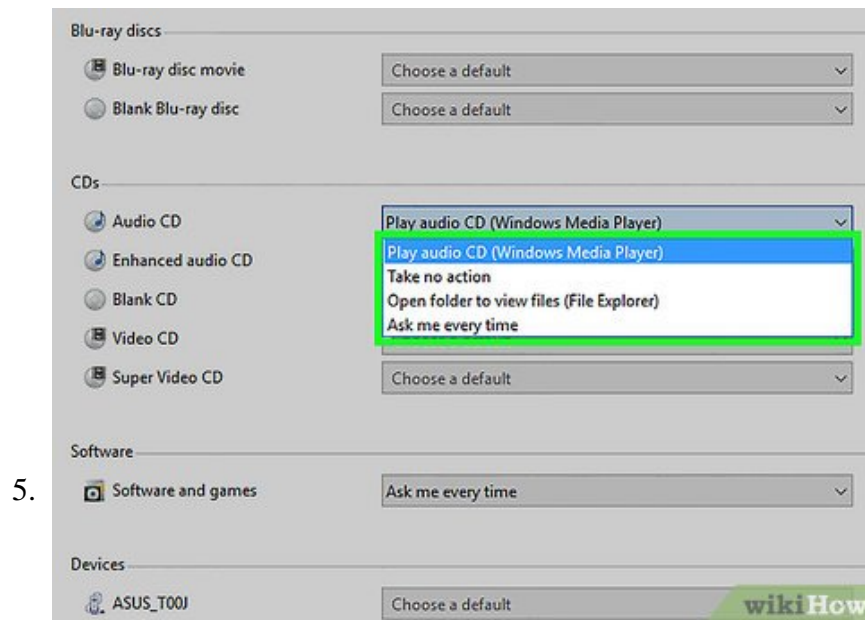 Blu-ray discs
Blu-ray disc movie Choose a default
Blank Blu-ray disc Choose a default
CDs
Audio CD Play audio CD (Windows Media Player)
Enhanced audio CD Play audio CD (Windows Media Player)
Take no action
Blank CD Open folder to view files (File Explorer)
Ask me every time
Video CD
Super Video CD Choose a default
Software
5. Software and games Ask me every time
Devices
ASUS_T00J Choose a default
wikiHow